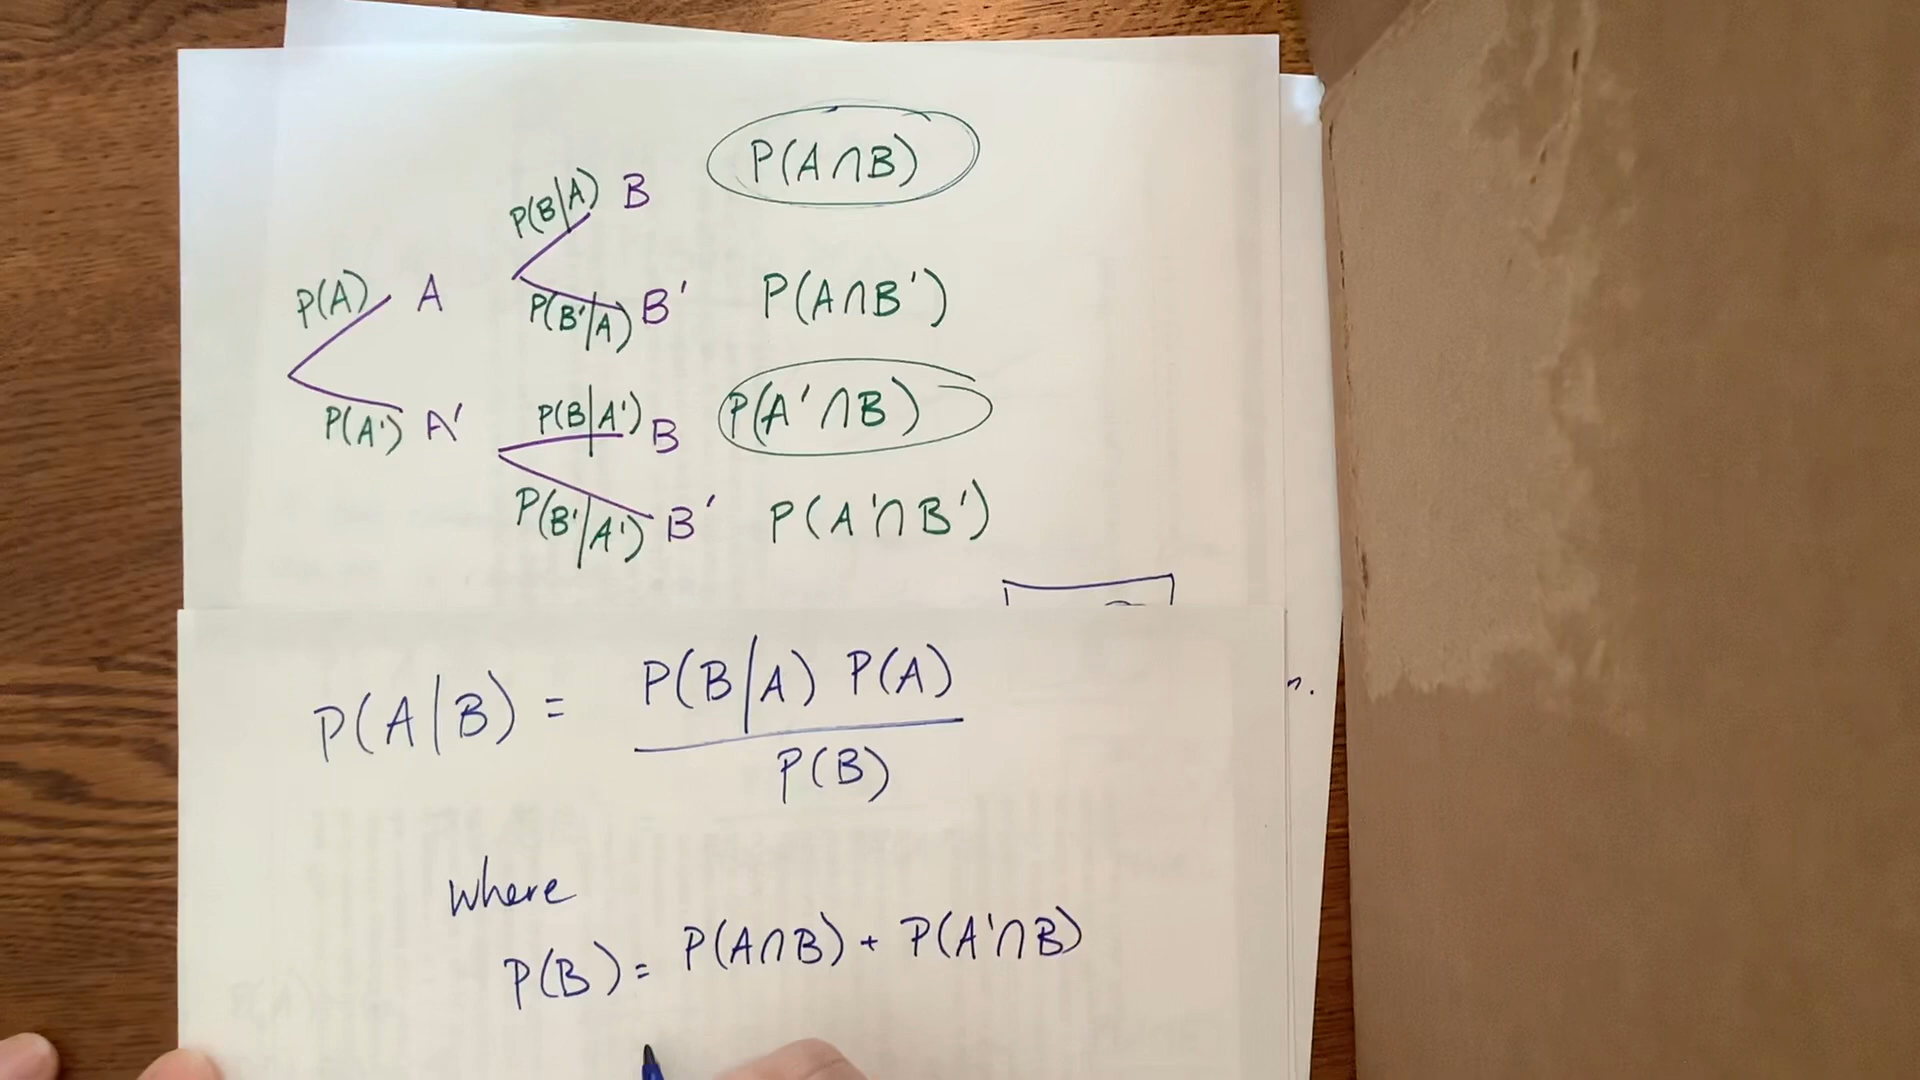 P(A∩B)
P(B|A) B
P(A) A P(B'|A) B' P(A∩B')
P(A') A' P(B|A') B P(A'∩B)
P(B'|A') B' P(A'∩B')
P(A|B) = P(B|A) P(A)
P(B)
n.
where
P(B) = P(A∩B) + P(A'∩B)